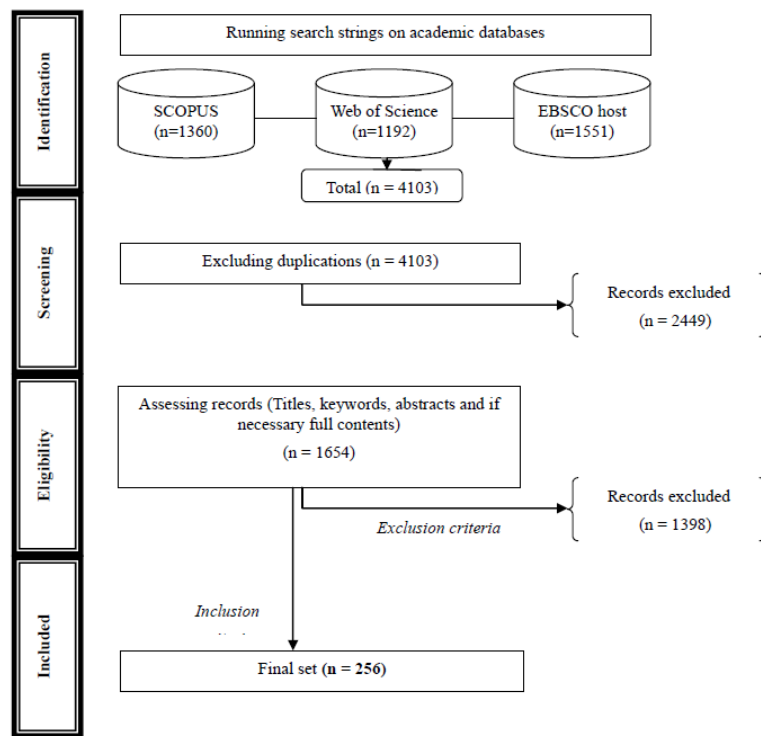 Identification
Running search strings on academic databases
SCOPUS
(n=1360)
Web of Science
(n=1192)
EBSCO host
(n=1551)
Total (n = 4103)
Screening
Excluding duplications (n = 4103)
Records excluded
(n = 2449)
Eligibility
Assessing records (Titles, keywords, abstracts and if
necessary full contents)
(n = 1654)
Records excluded
(n = 1398)
Exclusion criteria
Included
Inclusion
Final set (n = 256)